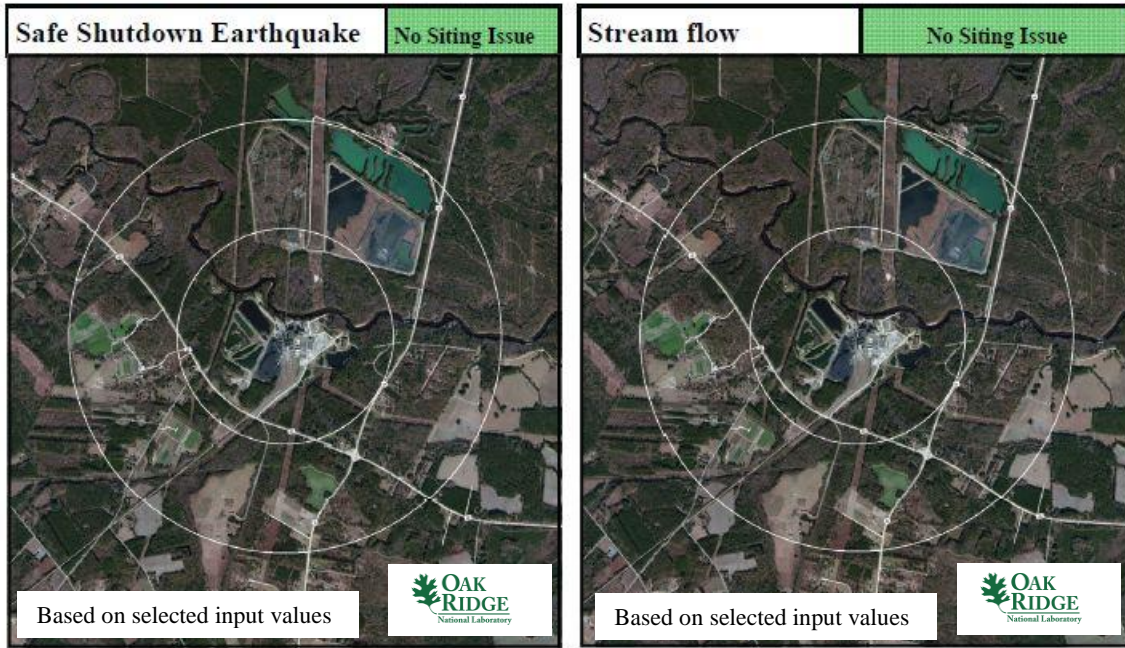 Safe Shutdown Earthquake
No Siting Issue
Based on selected input values
OAK
RIDGE
National Laboratory
Stream flow
No Siting Issue
Based on selected input values
OAK
RIDGE
National Laboratory